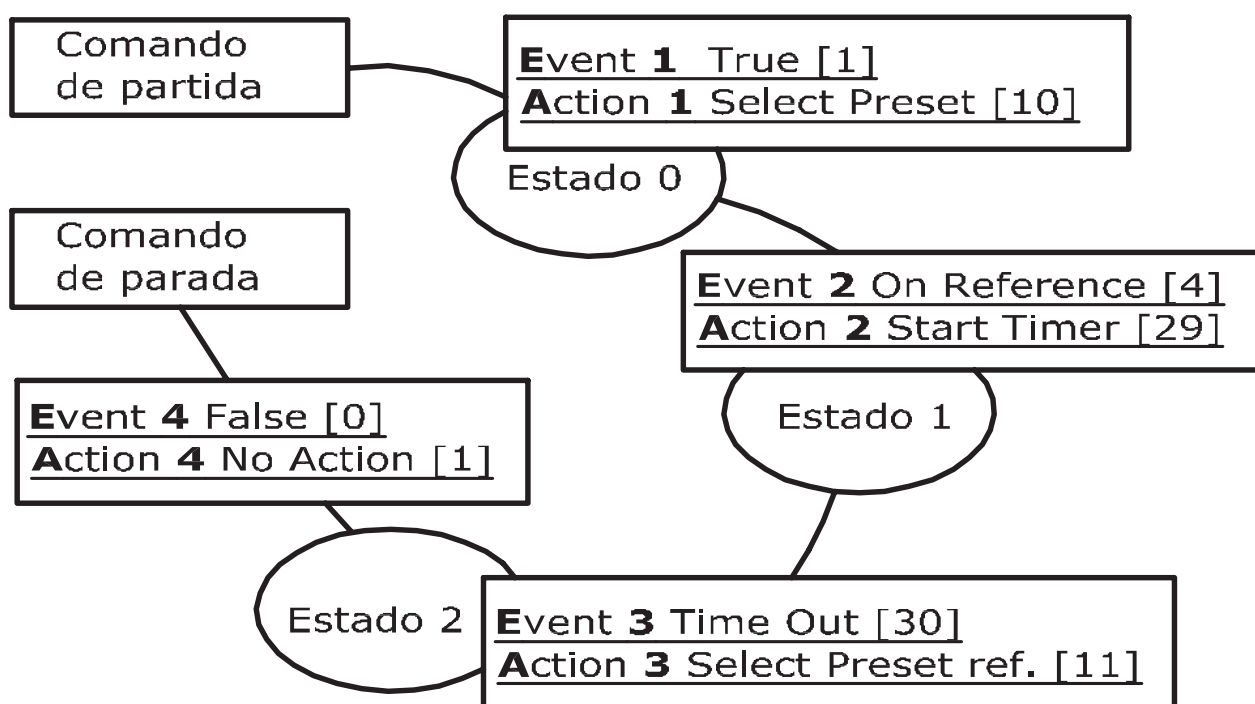 Comando
de partida
Event 1 True [1]
Action 1 Select Preset [10]
Estado 0
Comando
de parada
Event 2 On Reference [4]
Action 2 Start Timer [29]
Event 4 False [0]
Action 4 No Action [1]
Estado 1
Estado 2
Event 3 Time Out [30]
Action 3 Select Preset ref. [11]